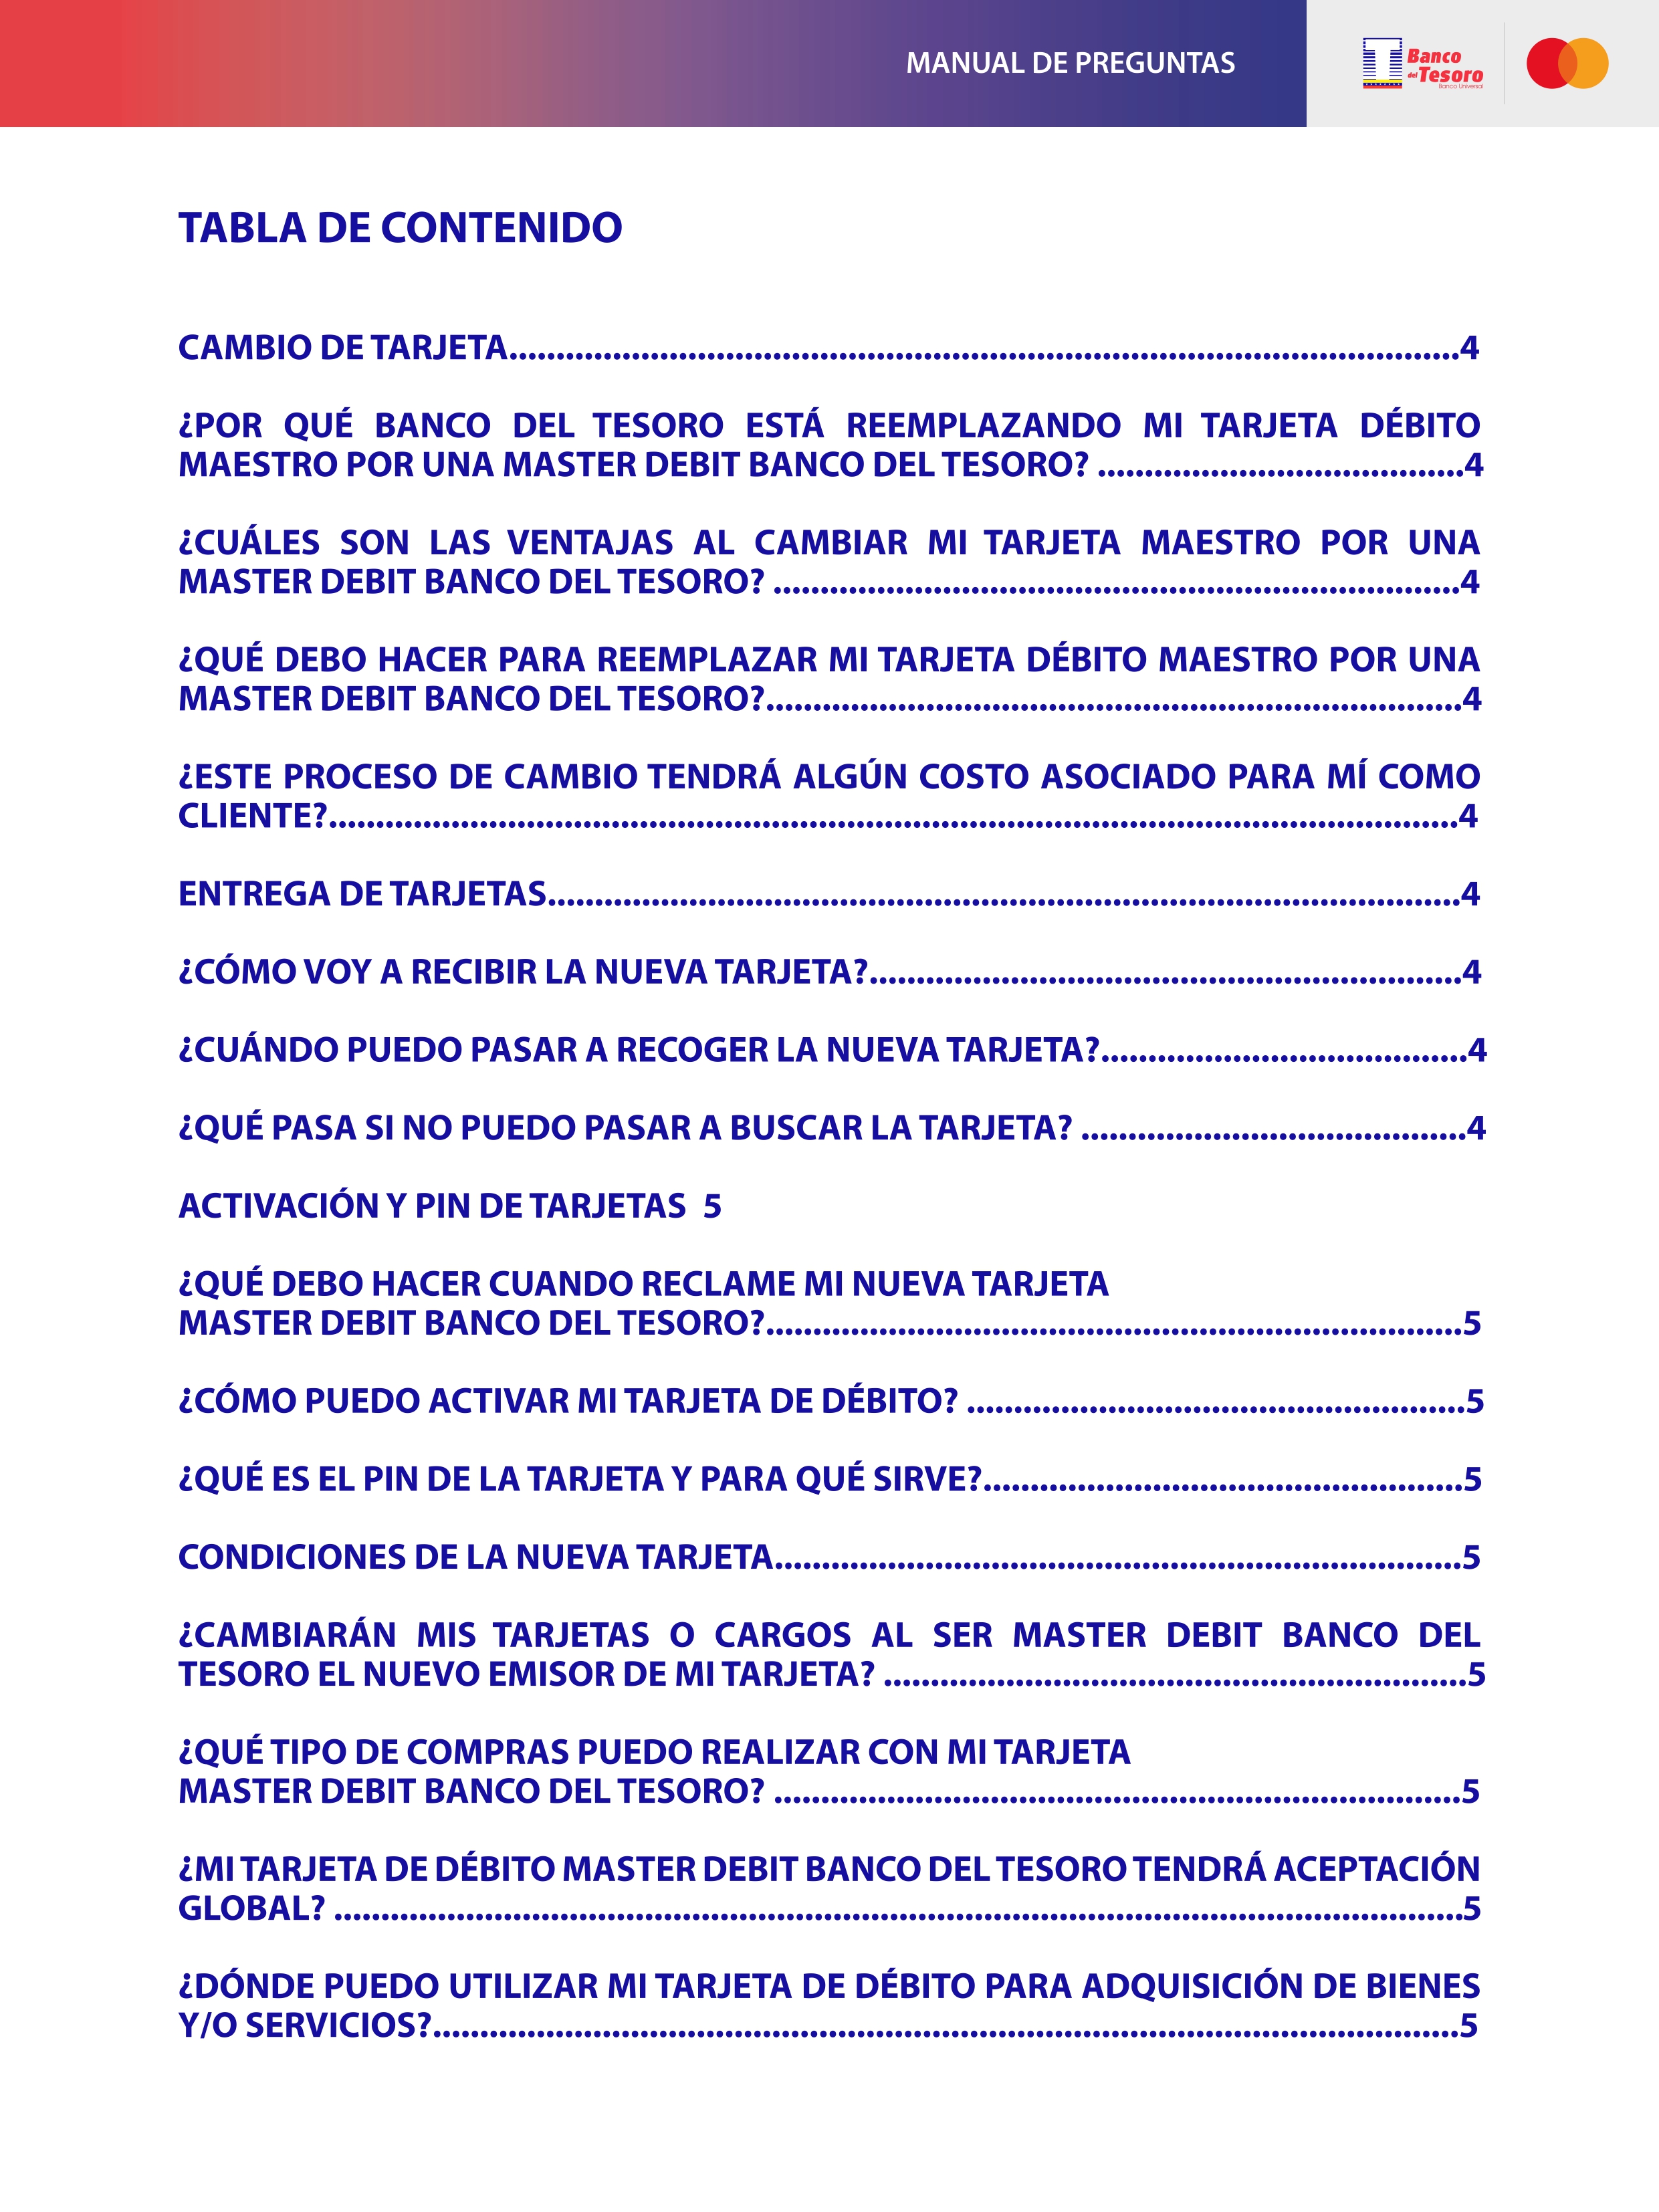 MANUAL DE PREGUNTAS
Banco
del Tesoro
Banco Universal
TABLA DE CONTENIDO
CAMBIO DE TARJETA....................................................................................................4
¿POR QUÉ BANCO DEL TESORO ESTÁ REEMPLAZANDO MI TARJETA DÉBITO
MAESTRO POR UNA MASTER DEBIT BANCO DEL TESORO? .......................................4
¿CUÁLES SON LAS VENTAJAS AL CAMBIAR MI TARJETA MAESTRO POR UNA
MASTER DEBIT BANCO DEL TESORO? .........................................................................4
¿QUÉ DEBO HACER PARA REEMPLAZAR MI TARJETA DÉBITO MAESTRO POR UNA
MASTER DEBIT BANCO DEL TESORO?..........................................................................4
¿ESTE PROCESO DE CAMBIO TENDRÁ ALGÚN COSTO ASOCIADO PARA MÍ COMO
CLIENTE?........................................................................................................................4
ENTREGA DE TARJETAS.................................................................................................4
¿CÓMO VOY A RECIBIR LA NUEVA TARJETA?...............................................................4
¿CUÁNDO PUEDO PASAR A RECOGER LA NUEVA TARJETA?.......................................4
¿QUÉ PASA SI NO PUEDO PASAR A BUSCAR LA TARJETA? .........................................4
ACTIVACIÓN Y PIN DE TARJETAS 5
¿QUÉ DEBO HACER CUANDO RECLAME MI NUEVA TARJETA
MASTER DEBIT BANCO DEL TESORO?..........................................................................5
¿CÓMO PUEDO ACTIVAR MI TARJETA DE DÉBITO? .....................................................5
¿QUÉ ES EL PIN DE LA TARJETA Y PARA QUÉ SIRVE?...................................................5
CONDICIONES DE LA NUEVA TARJETA.........................................................................5
¿CAMBIARÁN MIS TARJETAS O CARGOS AL SER MASTER DEBIT BANCO DEL
TESORO EL NUEVO EMISOR DE MI TARJETA? ..............................................................5
¿QUÉ TIPO DE COMPRAS PUEDO REALIZAR CON MI TARJETA
MASTER DEBIT BANCO DEL TESORO? .........................................................................5
¿MI TARJETA DE DÉBITO MASTER DEBIT BANCO DEL TESORO TENDRÁ ACEPTACIÓN
GLOBAL? ........................................................................................................................5
¿DÓNDE PUEDO UTILIZAR MI TARJETA DE DÉBITO PARA ADQUISICIÓN DE BIENES
Y/O SERVICIOS?.............................................................................................................5